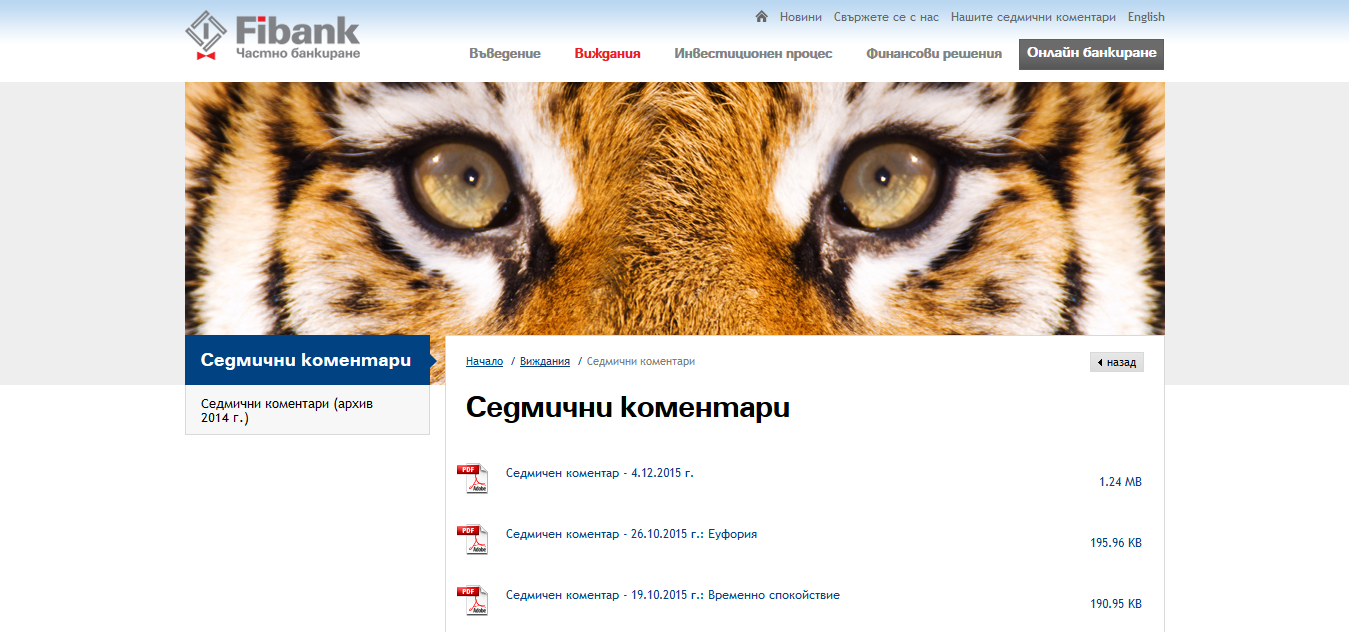 Новини Свържете се с нас Нашите седмични коментари English
Fibank
Частно банкиране
Въведение Виждания Инвестиционен процес Финансови решения Онлайн банкиране
Седмични коментари
Седмични коментари (архив
2014 г.)
Начало / Виждания / Седмични коментари
назад
Седмични коментари
PDF
Adobe
Седмичен коментар - 4.12.2015 г.
1.24 MB
PDF
Adobe
Седмичен коментар - 26.10.2015 г.: Еуфория
195.96 KB
PDF
Adobe
Седмичен коментар - 19.10.2015 г.: Временно спокойствие
190.95 KB